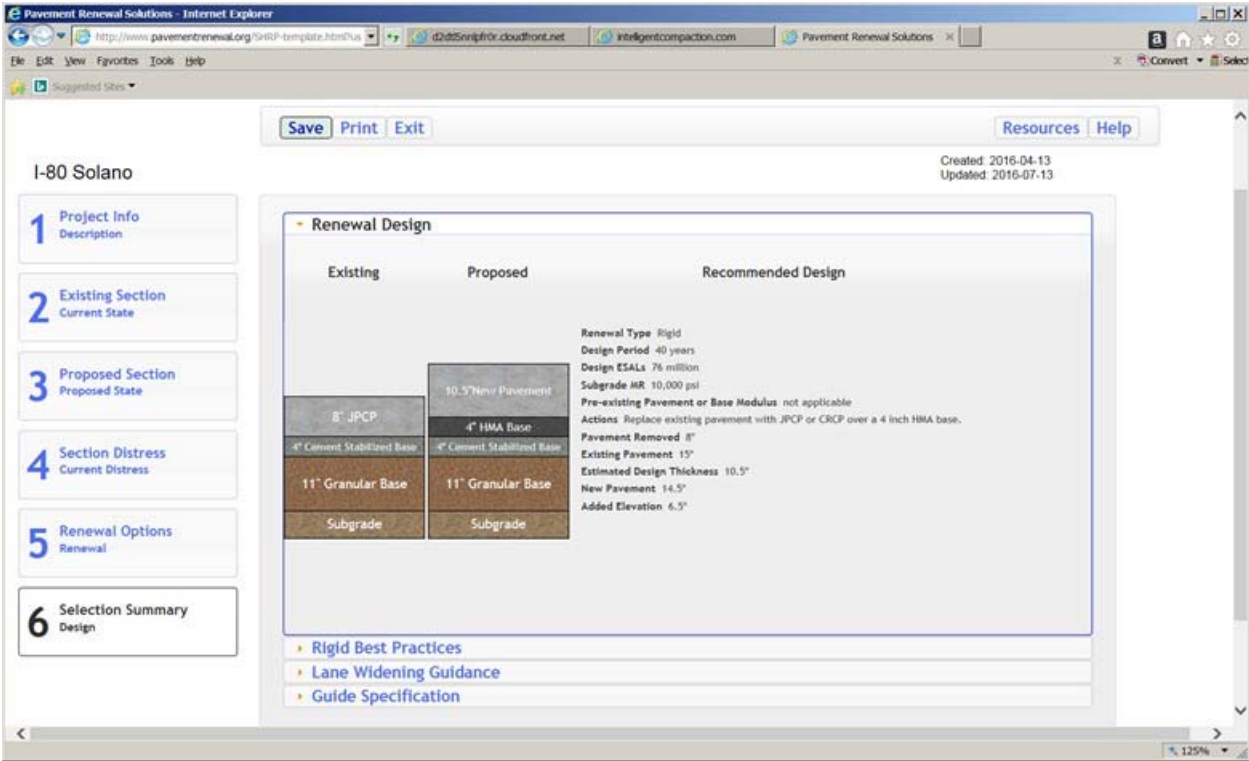 Pavement Renewal Solutions - Internet Explorer
http://www.pavementrenewal.org/SHRP-template.html?us
intelligentcompaction.com
Pavement Renewal Solutions
File Edit View Favorites Tools Help
Convert
Select
Suggested Sites
Save Print Exit
Resources Help
I-80 Solano
Created: 2016-04-13
Updated: 2016-07-13
1 Project Info
Description
2 Existing Section
Current State
3 Proposed Section
Proposed State
4 Section Distress
Current Distress
5 Renewal Options
Renewal
6 Selection Summary
Design
Renewal Design
Existing
Proposed
Recommended Design
8" JPCP
4" Cement Stabilized Base
11" Granular Base
Subgrade
10.5"New Pavement
4" HMA Base
4" Cement Stabilized Base
11" Granular Base
Subgrade
Renewal Type Rigid
Design Period 40 years
Design ESALs 76 million
Subgrade MR 10,000 psi
Pre-existing Pavement or Base Modulus not applicable
Actions Replace existing pavement with JPCP or CRCP over a 4 inch HMA base.
Pavement Removed 8"
Existing Pavement 15"
Estimated Design Thickness 10.5"
New Pavement 14.5"
Added Elevation 6.5"
Rigid Best Practices
Lane Widening Guidance
Guide Specification
125%